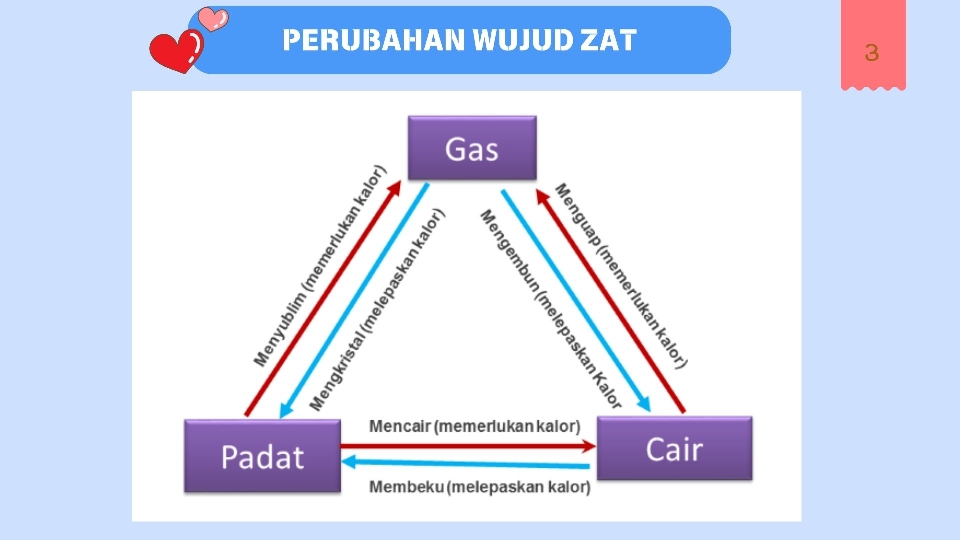 PERUBAHAN WUJUD ZAT
3
Gas
Menyublim (memerlukan kalor)
Mengkristal (melepaskan kalor)
Mengembun (melepaskan Kalor
Menguap (memerlukan kalor)
Mencair (memerlukan kalor)
Padat
Cair
Membeku (melepaskan kalor)